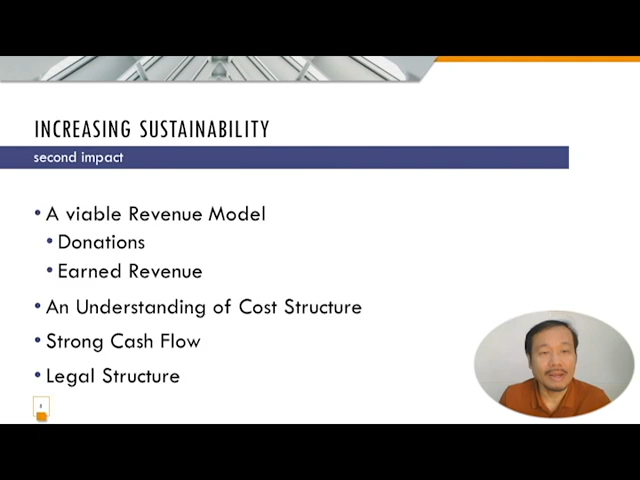 INCREASING SUSTAINABILITY
second impact
• A viable Revenue Model
• Donations
• Earned Revenue
• An Understanding of Cost Structure
• Strong Cash Flow
• Legal Structure